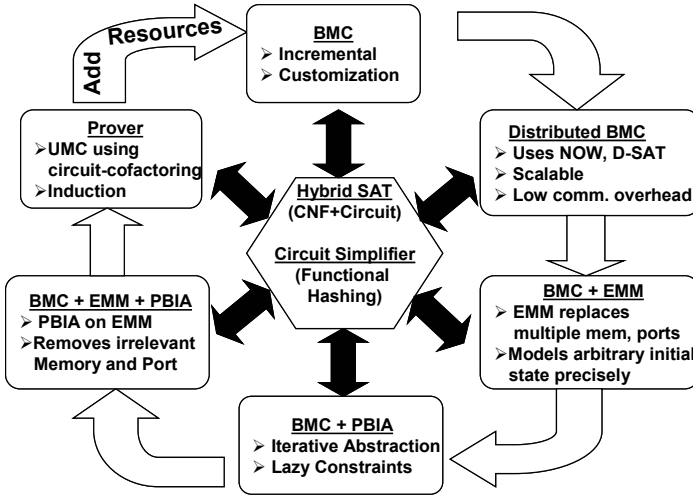 Add Resources
BMC
➢ Incremental
➢ Customization
Prover
➢UMC using
circuit-cofactoring
➢ Induction
Distributed BMC
➢ Uses NOW, D-SAT
➢ Scalable
➢ Low comm. overhead
Hybrid SAT
(CNF+Circuit)
Circuit Simplifier
(Functional
Hashing)
BMC + EMM + PBIA
➢ PBIA on EMM
➢Removes irrelevant
Memory and Port
BMC + EMM
➢ EMM replaces
multiple mem, ports
➢Models arbitrary initial
state precisely
BMC + PBIA
➢ Iterative Abstraction
➢ Lazy Constraints